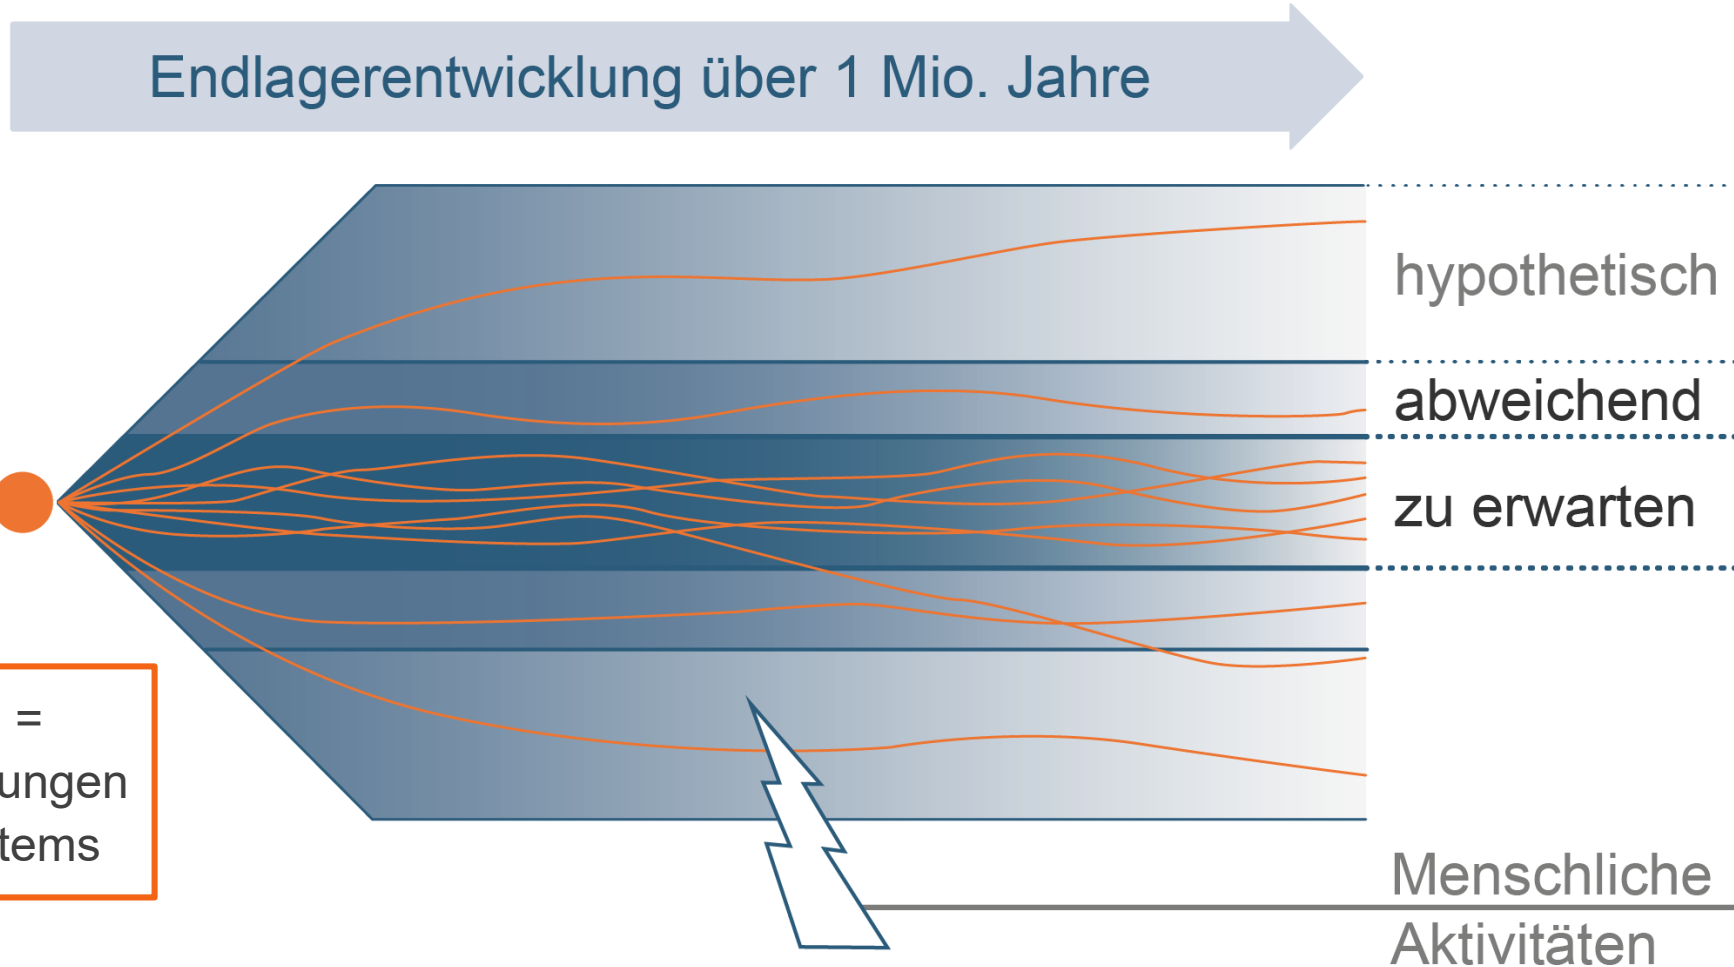 Endlagerentwicklung über 1 Mio. Jahre
hypothetisch
abweichend
zu erwarten
=
ungen
tems
Menschliche
Aktivitäten